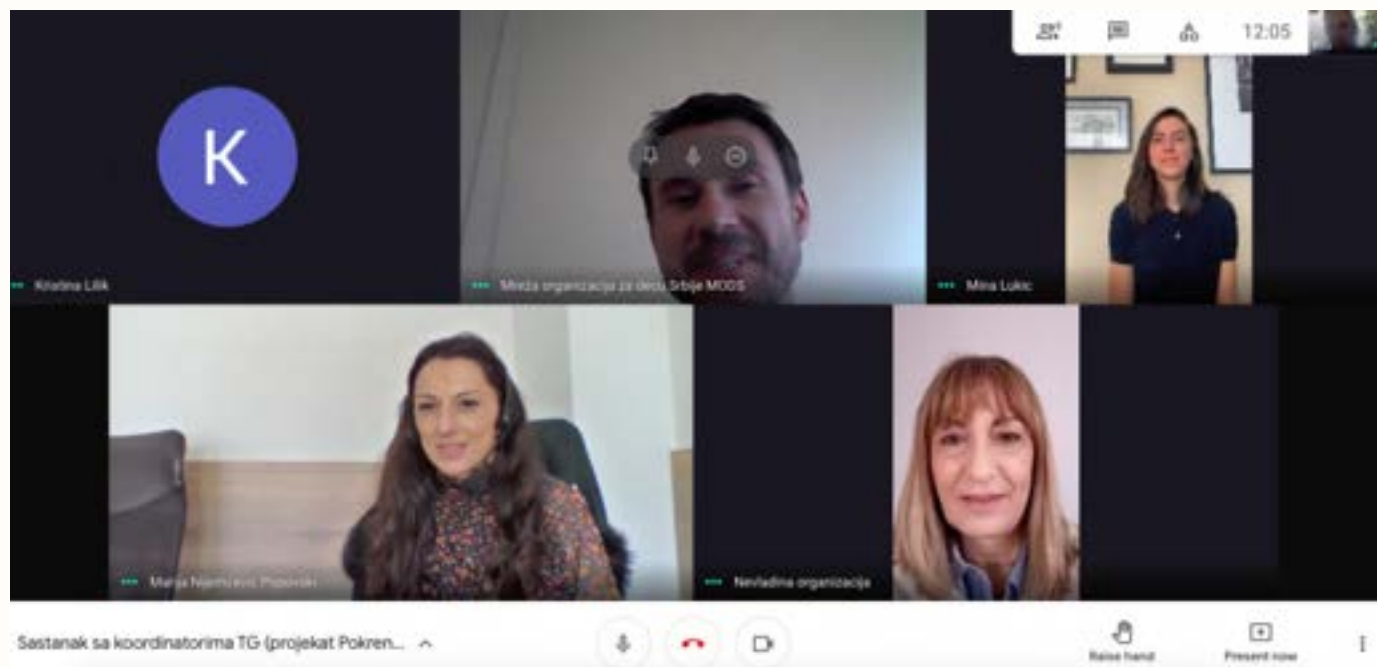 12:05
K
Kristina Lilik
Mreža organizacija za decu Srbije MODS
Mina Lukic
Marija
Nevladina organizacija
Sastanak sa koordinatorima TG (projekat Pokren...
Raise hand
Present now